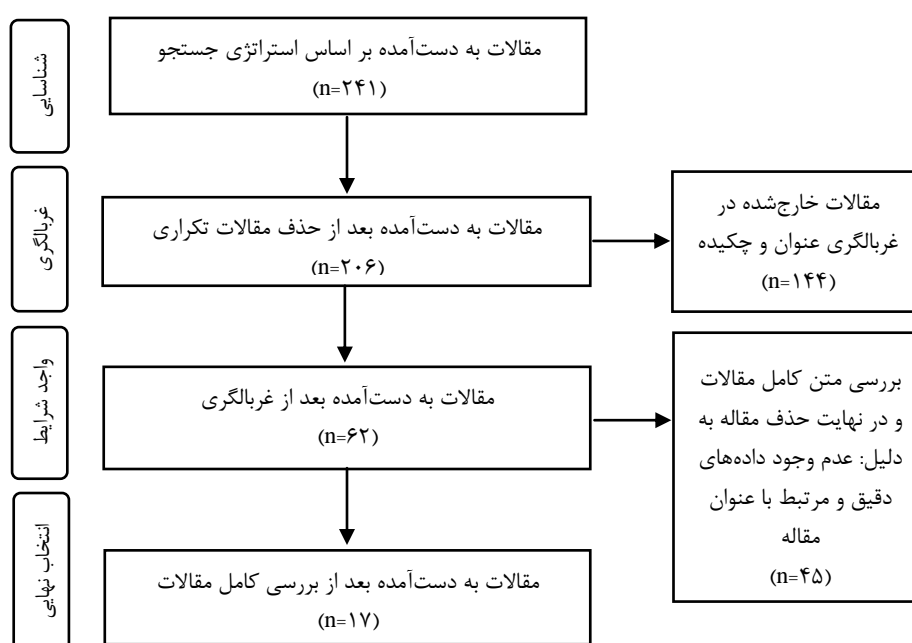 شناسایی
مقالات به دست‌آمده بر اساس استراتژی جستجو
(n=۲۴۱)
غربالگری
مقالات به دست‌آمده بعد از حذف مقالات تکراری
(n=۲۰۶)
مقالات خارج‌شده در
غربالگری عنوان و چکیده
(n=۱۴۴)
واجد شرایط
مقالات به دست‌آمده بعد از غربالگری
(n=۶۲)
بررسی متن کامل مقالات
و در نهایت حذف مقاله به
دلیل: عدم وجود داده‌های
دقیق و مرتبط با عنوان
مقاله
(n=۴۵)
انتخاب نهایی
مقالات به دست‌آمده بعد از بررسی کامل مقالات
(n=۱۷)